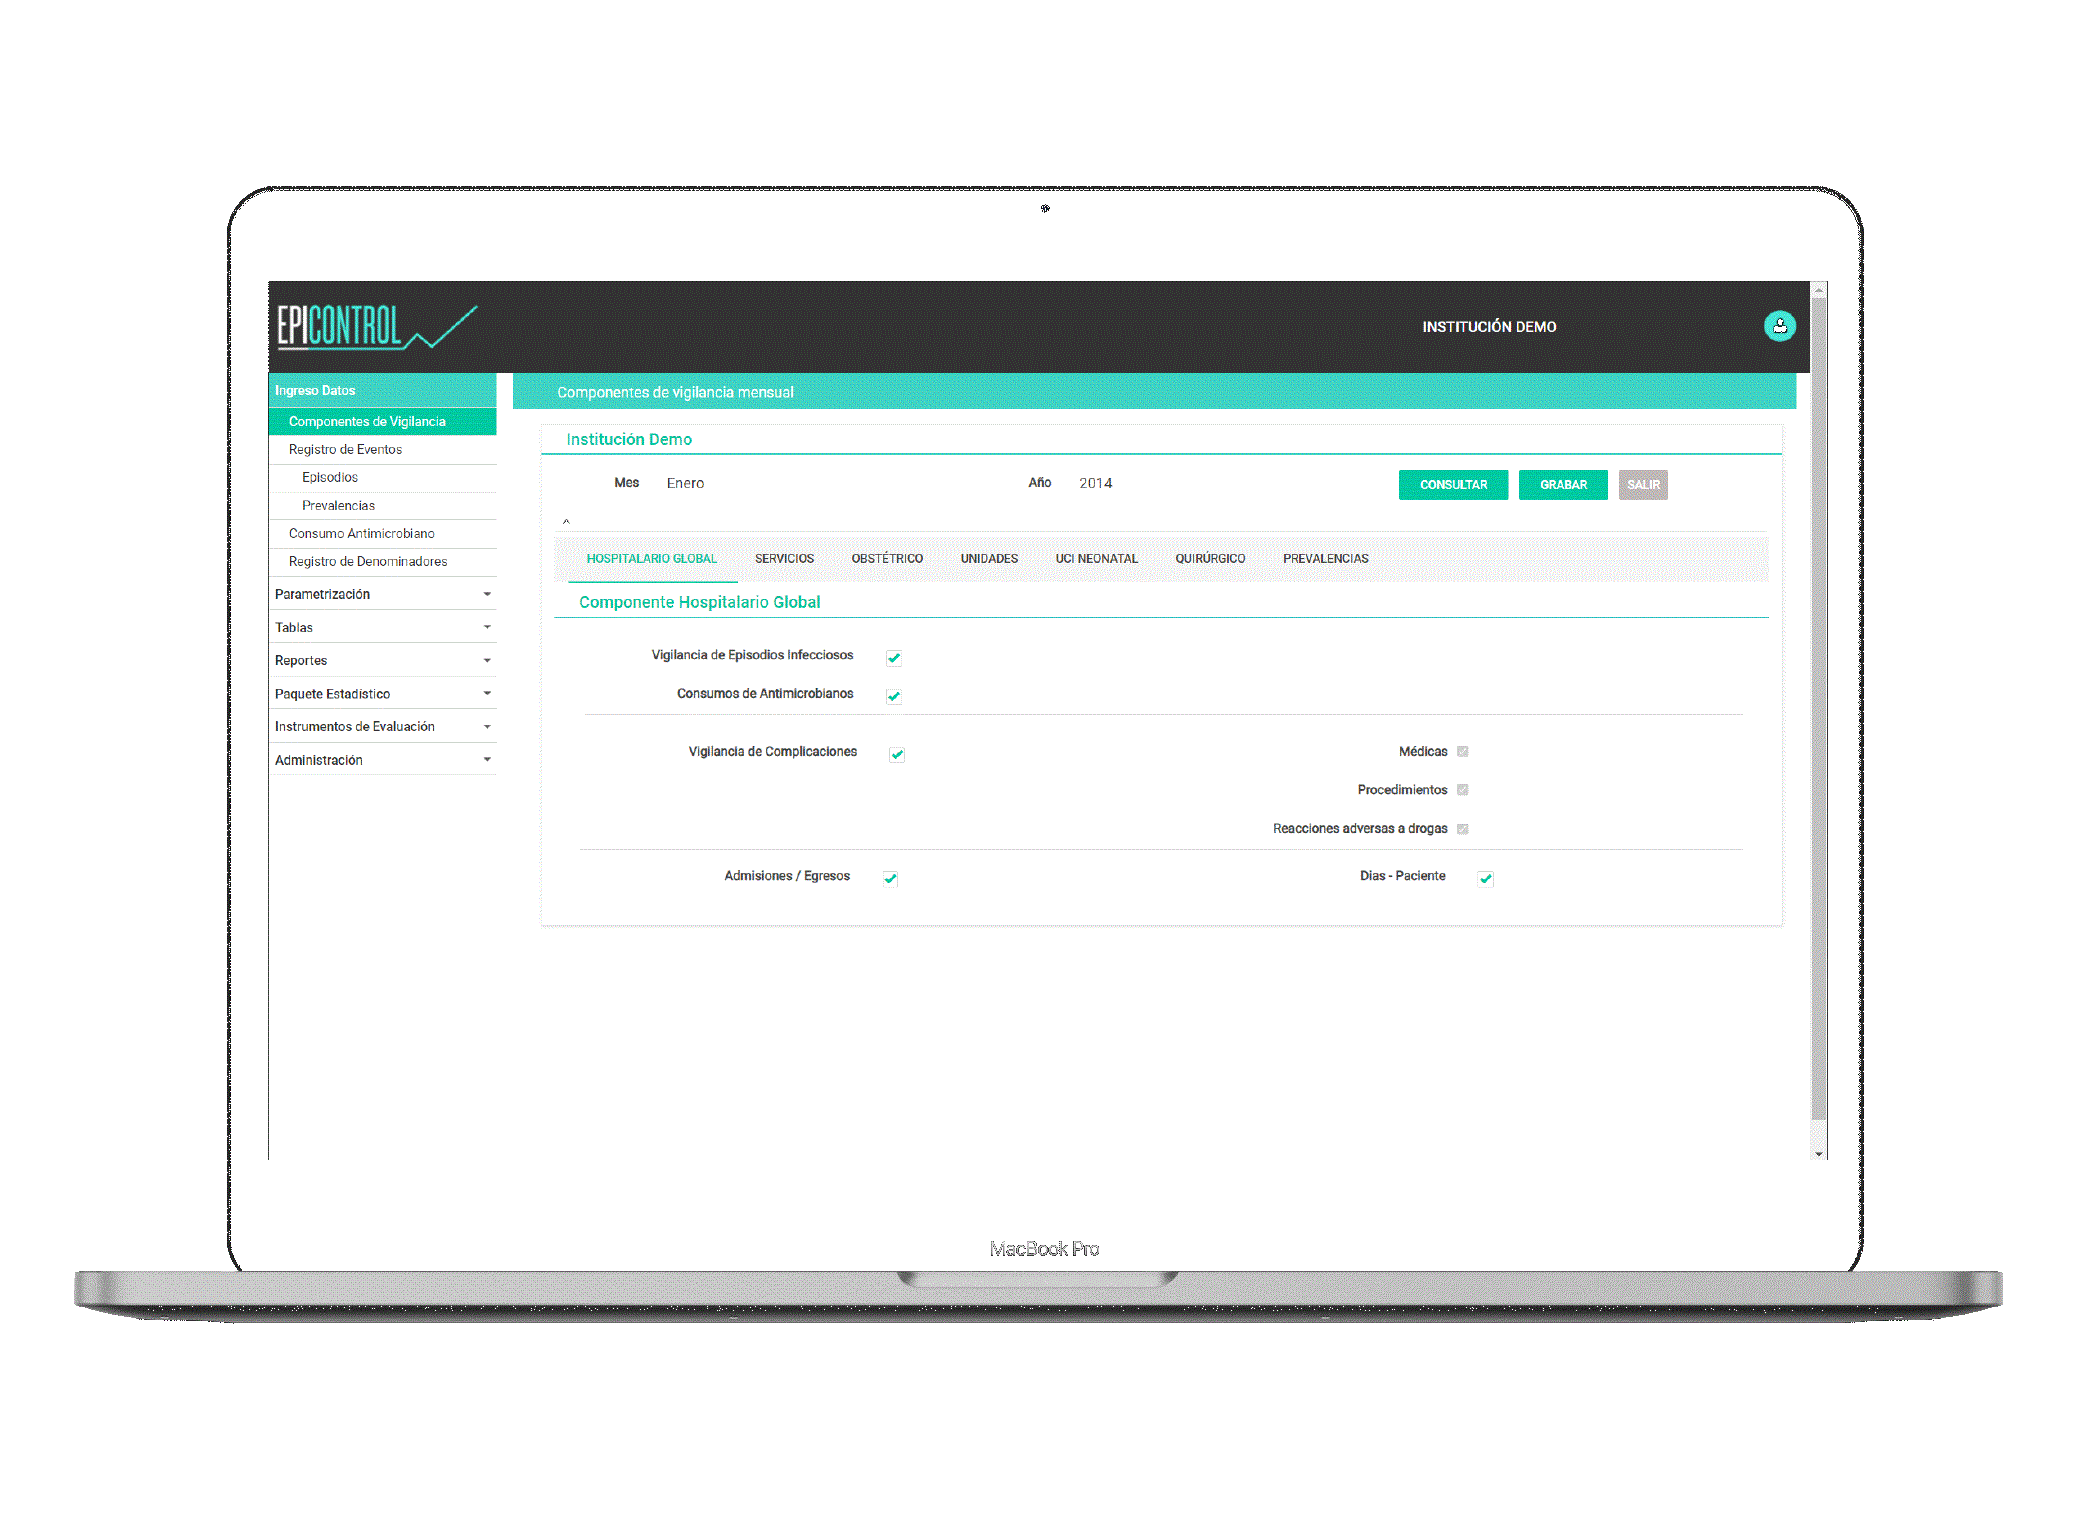 EPICONTROL
INSTITUCIÓN DEMO
Ingreso Datos
Componentes de Vigilancia
Registro de Eventos
Episodios
Prevalencias
Consumo Antimicrobiano
Registro de Denominadores
Parametrización
Tablas
Reportes
Paquete Estadístico
Instrumentos de Evaluación
Administración
Componentes de vigilancia mensual
Institución Demo
Mes Enero Año 2014 CONSULTAR GRABAR SALIR
HOSPITALARIO GLOBAL SERVICIOS OBSTÉTRICO UNIDADES UCI NEONATAL QUIRÚRGICO PREVALENCIAS
Componente Hospitalario Global
Vigilancia de Episodios Infecciosos
Consumos de Antimicrobianos
Vigilancia de Complicaciones Médicas
Procedimientos
Reacciones adversas a drogas
Admisiones / Egresos Dias - Paciente
MacBook Pro